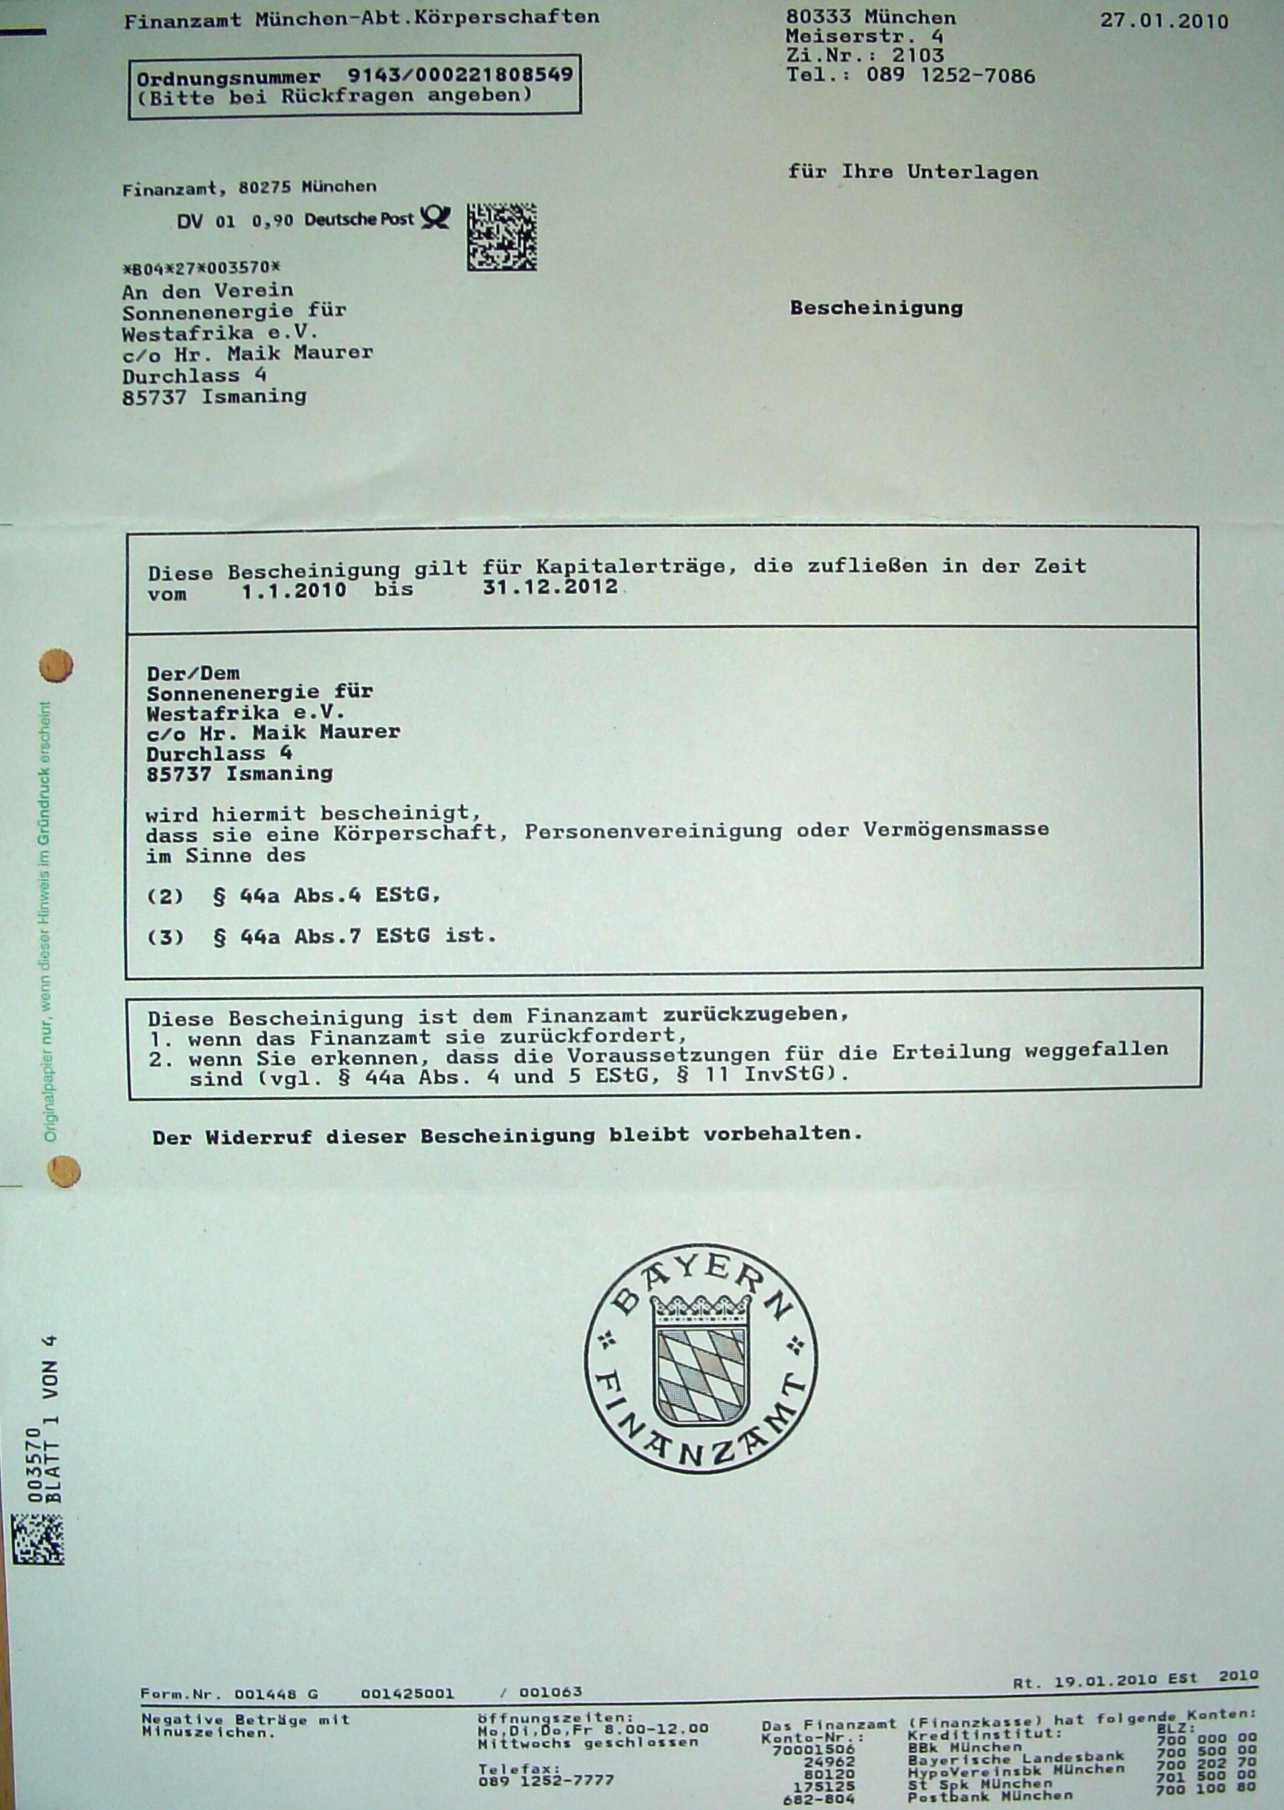 Finanzamt München-Abt.Körperschaften
80333 München
Meiserstr. 4
Zi.Nr.: 2103
Tel.: 089 1252-7086
27.01.2010
Ordnungsnummer 9143/000221808549
(Bitte bei Rückfragen angeben)
für Ihre Unterlagen
Finanzamt, 80275 München
DV 01 0,90 Deutsche Post
*B04*27*003570*
An den Verein
Sonnenenergie für
Westafrika e.V.
c/o Hr. Maik Maurer
Durchlass 4
85737 Ismaning
Bescheinigung
Diese Bescheinigung gilt für Kapitalerträge, die zufließen in der Zeit
vom 1.1.2010 bis 31.12.2012
Der/Dem
Sonnenenergie für
Westafrika e.V.
c/o Hr. Maik Maurer
Durchlass 4
85737 Ismaning
wird hiermit bescheinigt,
dass sie eine Körperschaft, Personenvereinigung oder Vermögensmasse
im Sinne des
(2) § 44a Abs.4 EStG,
(3) § 44a Abs.7 EStG ist.
Diese Bescheinigung ist dem Finanzamt zurückzugeben,
1. wenn das Finanzamt sie zurückfordert,
2. wenn Sie erkennen, dass die Voraussetzungen für die Erteilung weggefallen
sind (vgl. § 44a Abs. 4 und 5 EStG, § 11 InvStG).
Der Widerruf dieser Bescheinigung bleibt vorbehalten.
Originalpapier nur, wenn dieser Hinweis im Gründruck erscheint
003570
BLATT 1 VON 4
BAYERN
FINANZAMT
Form.Nr. 001448 G 001425001 / 001063
Rt. 19.01.2010 ESt 2010
Negative Beträge mit
Minuszeichen.
Öffnungszeiten:
Mo,Di,Do,Fr 8.00-12.00
Mittwochs geschlossen
Telefax:
089 1252-7777
Das Finanzamt (Finanzkasse) hat folgende Konten:
Konto-Nr.: Kreditinstitut: BLZ:
70001506 BBk München 700 000 00
24962 Bayerische Landesbank 700 500 00
80120 HypoVereinsbk München 700 202 70
175125 St Spk München 701 500 00
682-804 Postbank München 700 100 80